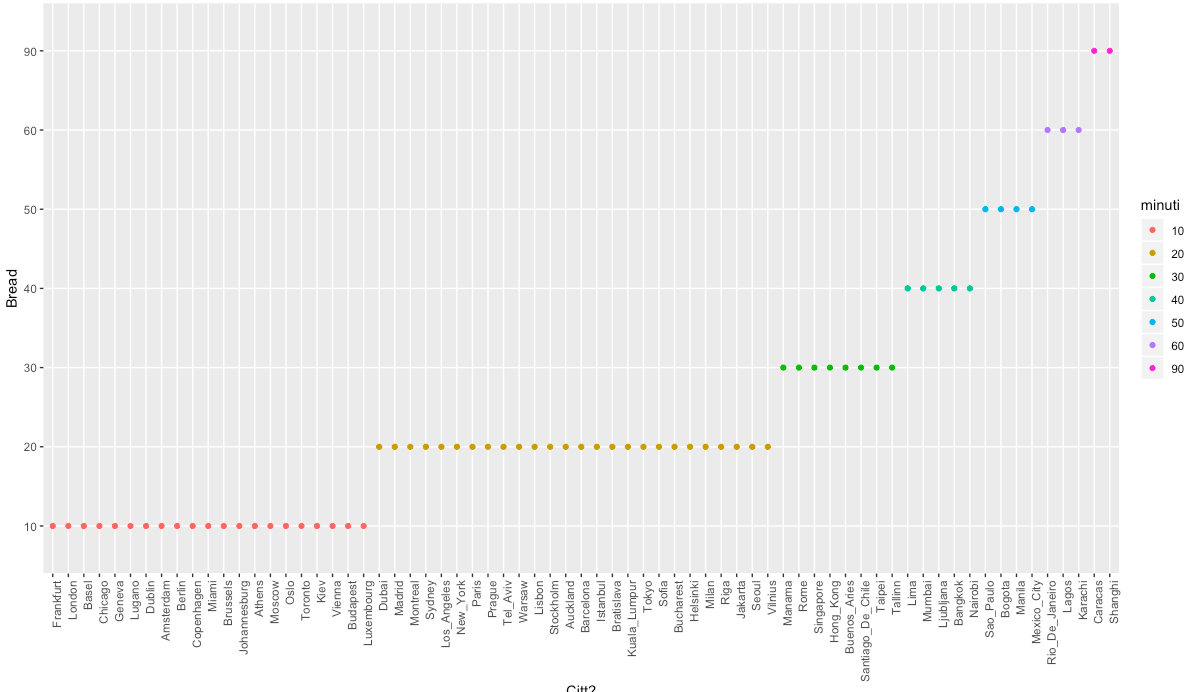 90
60
50
40
30
20
10
Bread
Frankfurt
London
Basel
Chicago
Geneva
Lugano
Dublin
Amsterdam
Berlin
Copenhagen
Miami
Brussels
Johannesburg
Athens
Moscow
Oslo
Toronto
Kiev
Vienna
Budapest
Luxembourg
Dubai
Madrid
Montreal
Sydney
Los_Angeles
New_York
Paris
Prague
Tel_Aviv
Warsaw
Lisbon
Stockholm
Auckland
Barcelona
Istanbul
Bratislava
Kuala_Lumpur
Tokyo
Sofia
Bucharest
Helsinki
Milan
Riga
Jakarta
Seoul
Vilnius
Manama
Rome
Singapore
Hong_Kong
Buenos_Aries
Santiago_De_Chile
Taipei
Tallinn
Lima
Mumbai
Ljubljana
Bangkok
Nairobi
Sao_Paulo
Bogota
Manila
Mexico_City
Rio_De_Janeiro
Lagos
Karachi
Caracas
Shanghi
Citt?
minuti
10
20
30
40
50
60
90